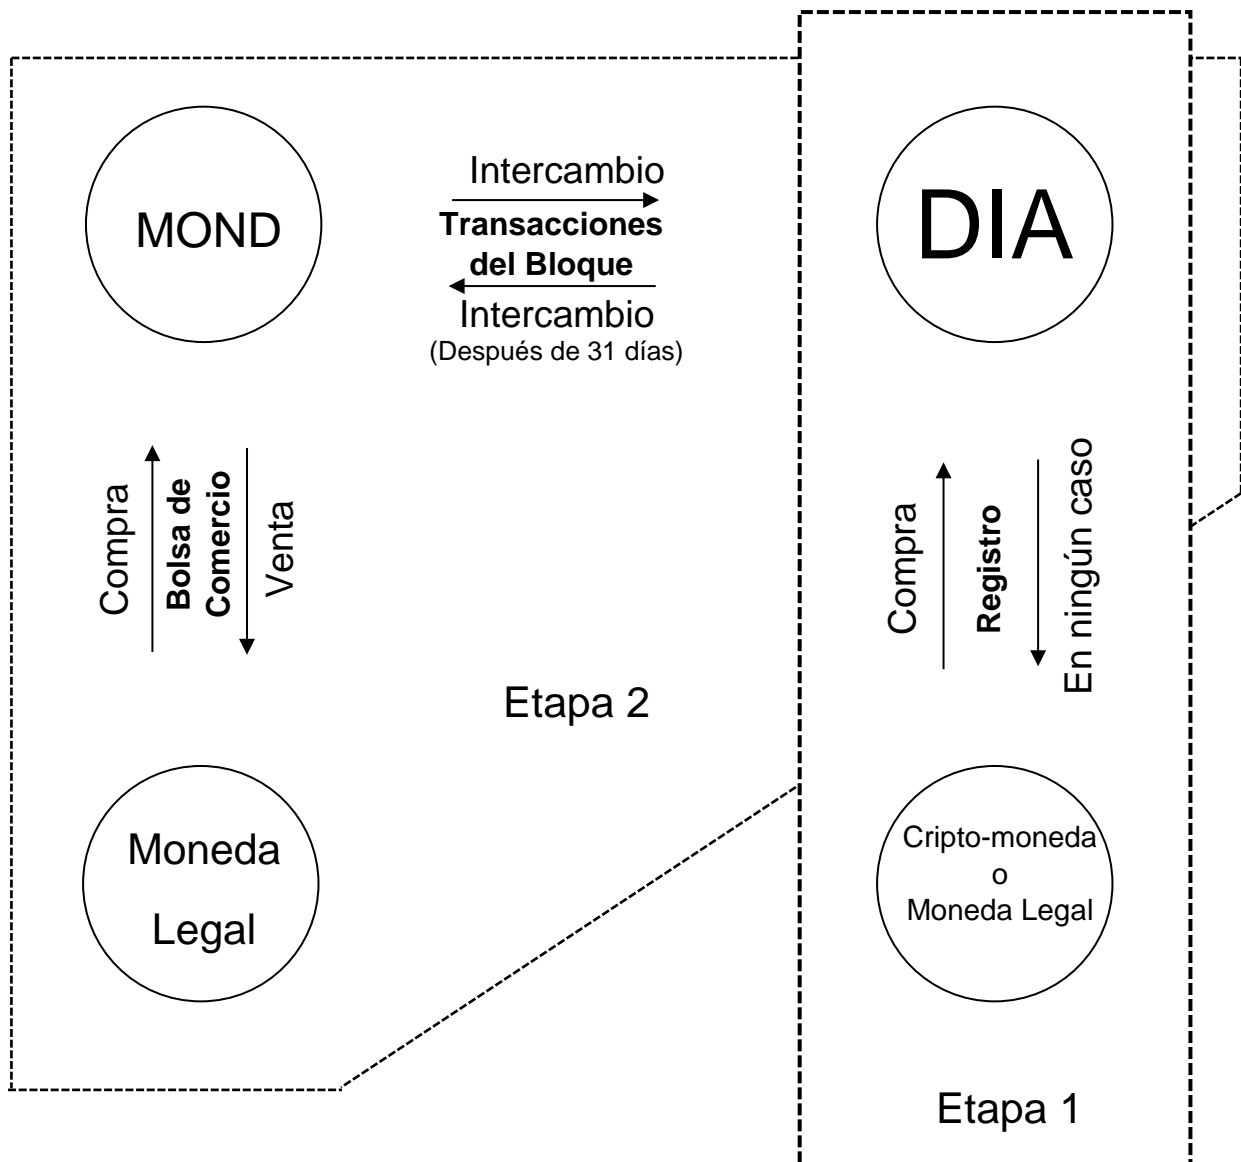 MOND
Intercambio
Transacciones
del Bloque
Intercambio
(Después de 31 días)
DIA
Compra
Bolsa de
Comercio
Venta
Compra
Registro
En ningún caso
Etapa 2
Moneda
Legal
Cripto-moneda
o
Moneda Legal
Etapa 1